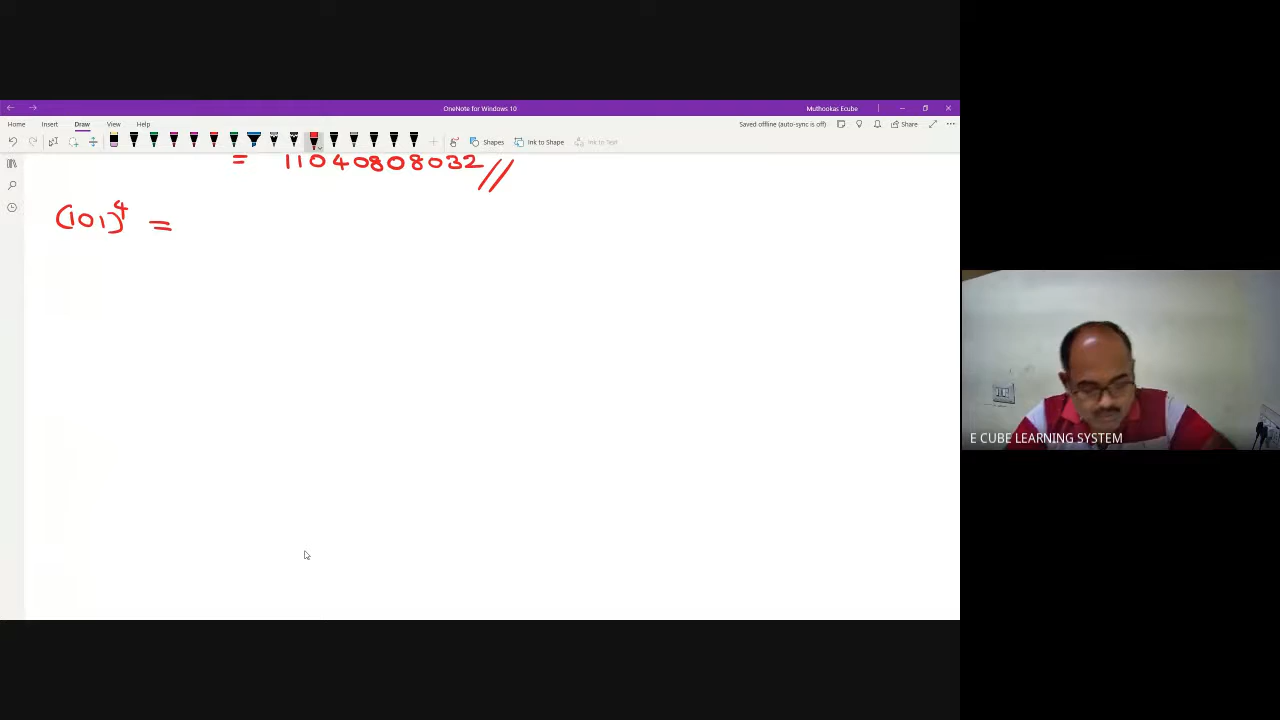 OneNote for Windows 10
Muthookas Ecube
Home Insert Draw View Help
Saved offline (auto-sync is off)
Share
Shapes
Ink to Shape
Ink to Text
= 11040808032//
(101)⁴ =
E CUBE LEARNING SYSTEM